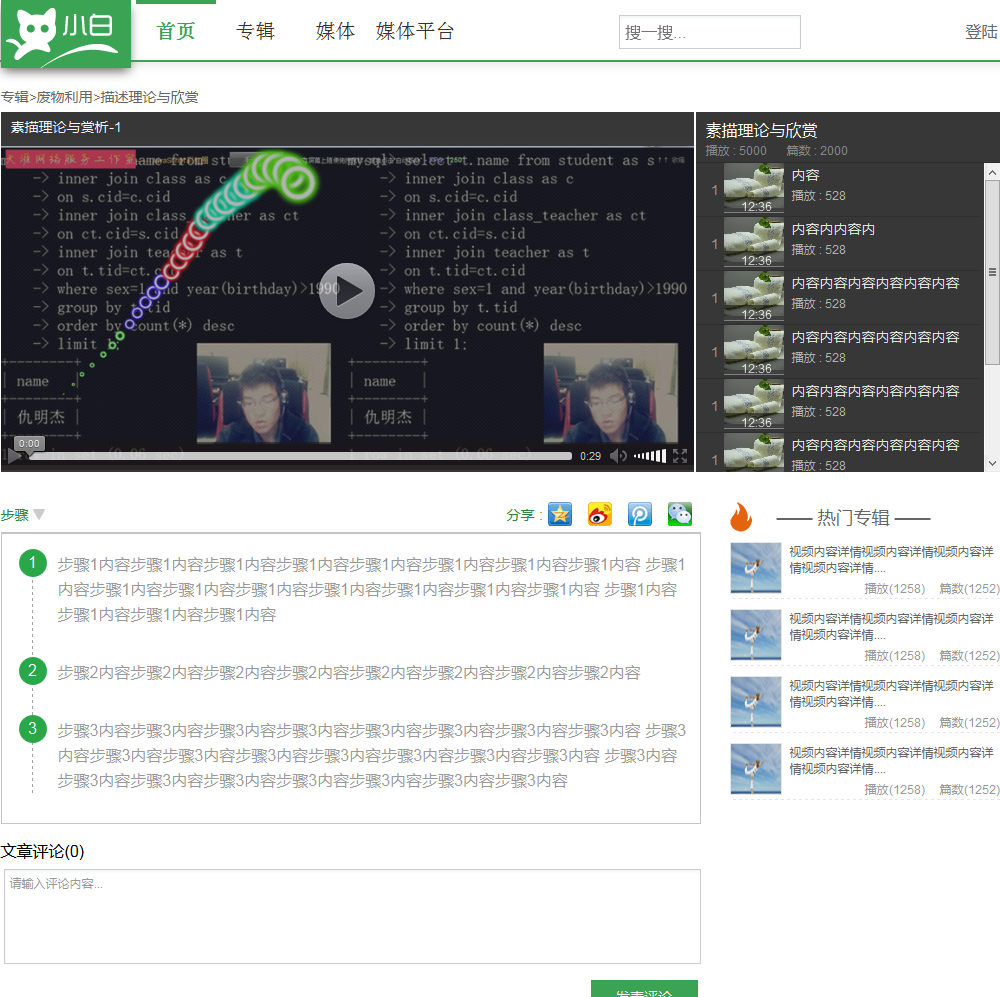 小白
首页 专辑 媒体 媒体平台
搜一搜...
登陆
专辑>废物利用>描述理论与欣赏
素描理论与赏析-1
-> inner join class as c
-> on s.cid=c.cid
-> on ct.cid=s.cid
-> inner join teacher as t
-> where sex=1 and year(birthday)>1990
-> group by t.tid
-> order by count(*) desc
-> limit 1;
name
仇明杰
mysql> select t.name from student as s
-> inner join class as c
-> on s.cid=c.cid
-> inner join class_teacher as ct
-> on ct.cid=s.cid
-> inner join teacher as t
-> on t.tid=ct.cid
-> where sex=1 and year(birthday)>1990
-> group by t.tid
-> order by count(*) desc
-> limit 1;
name
仇明杰
0:00
0:29
素描理论与欣赏
播放 : 5000 篇数 : 2000
1
12:36
内容
播放 : 528
1
12:36
内容内内容内
播放 : 528
1
12:36
内容内容内容内容内容内容
播放 : 528
1
12:36
内容内容内容内容内容内容
播放 : 528
1
12:36
内容内容内容内容内容内容
播放 : 528
1
内容内容内容内容内容内容
播放 : 528
步骤
分享 :
1
步骤1内容步骤1内容步骤1内容步骤1内容步骤1内容步骤1内容步骤1内容步骤1内容 步骤1
内容步骤1内容步骤1内容步骤1内容步骤1内容步骤1内容步骤1内容步骤1内容 步骤1内容
步骤1内容步骤1内容步骤1内容
2
步骤2内容步骤2内容步骤2内容步骤2内容步骤2内容步骤2内容步骤2内容步骤2内容
3
步骤3内容步骤3内容步骤3内容步骤3内容步骤3内容步骤3内容步骤3内容步骤3内容 步骤3
内容步骤3内容步骤3内容步骤3内容步骤3内容步骤3内容步骤3内容步骤3内容 步骤3内容
步骤3内容步骤3内容步骤3内容步骤3内容步骤3内容步骤3内容步骤3内容
热门专辑
视频内容详情视频内容详情视频内容详
情视频内容详情....
播放(1258) 篇数(1252)
视频内容详情视频内容详情视频内容详
情视频内容详情....
播放(1258) 篇数(1252)
视频内容详情视频内容详情视频内容详
情视频内容详情....
播放(1258) 篇数(1252)
视频内容详情视频内容详情视频内容详
情视频内容详情....
播放(1258) 篇数(1252)
文章评论(0)
请输入评论内容...
发表评论